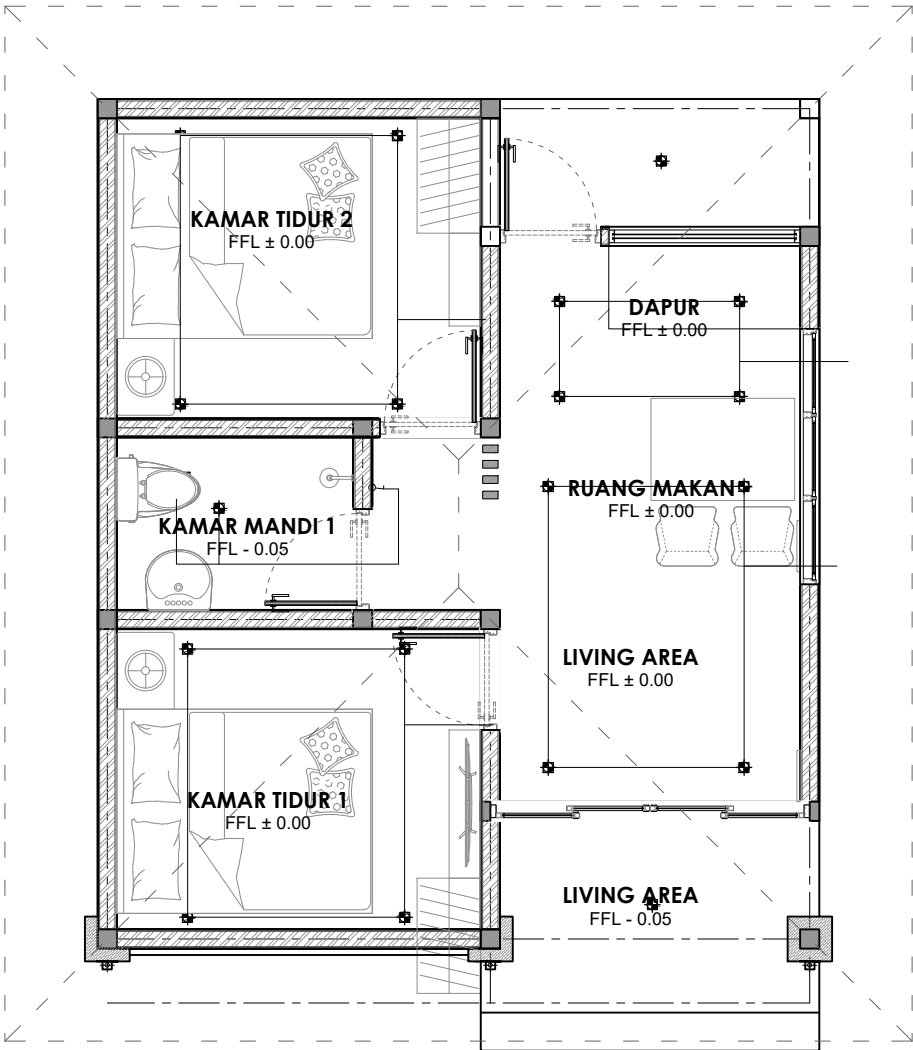 KAMAR TIDUR 2
FFL ± 0.00
DAPUR
FFL ± 0.00
RUANG MAKAN
FFL ± 0.00
KAMAR MANDI 1
FFL - 0.05
LIVING AREA
FFL ± 0.00
KAMAR TIDUR 1
FFL ± 0.00
LIVING AREA
FFL - 0.05